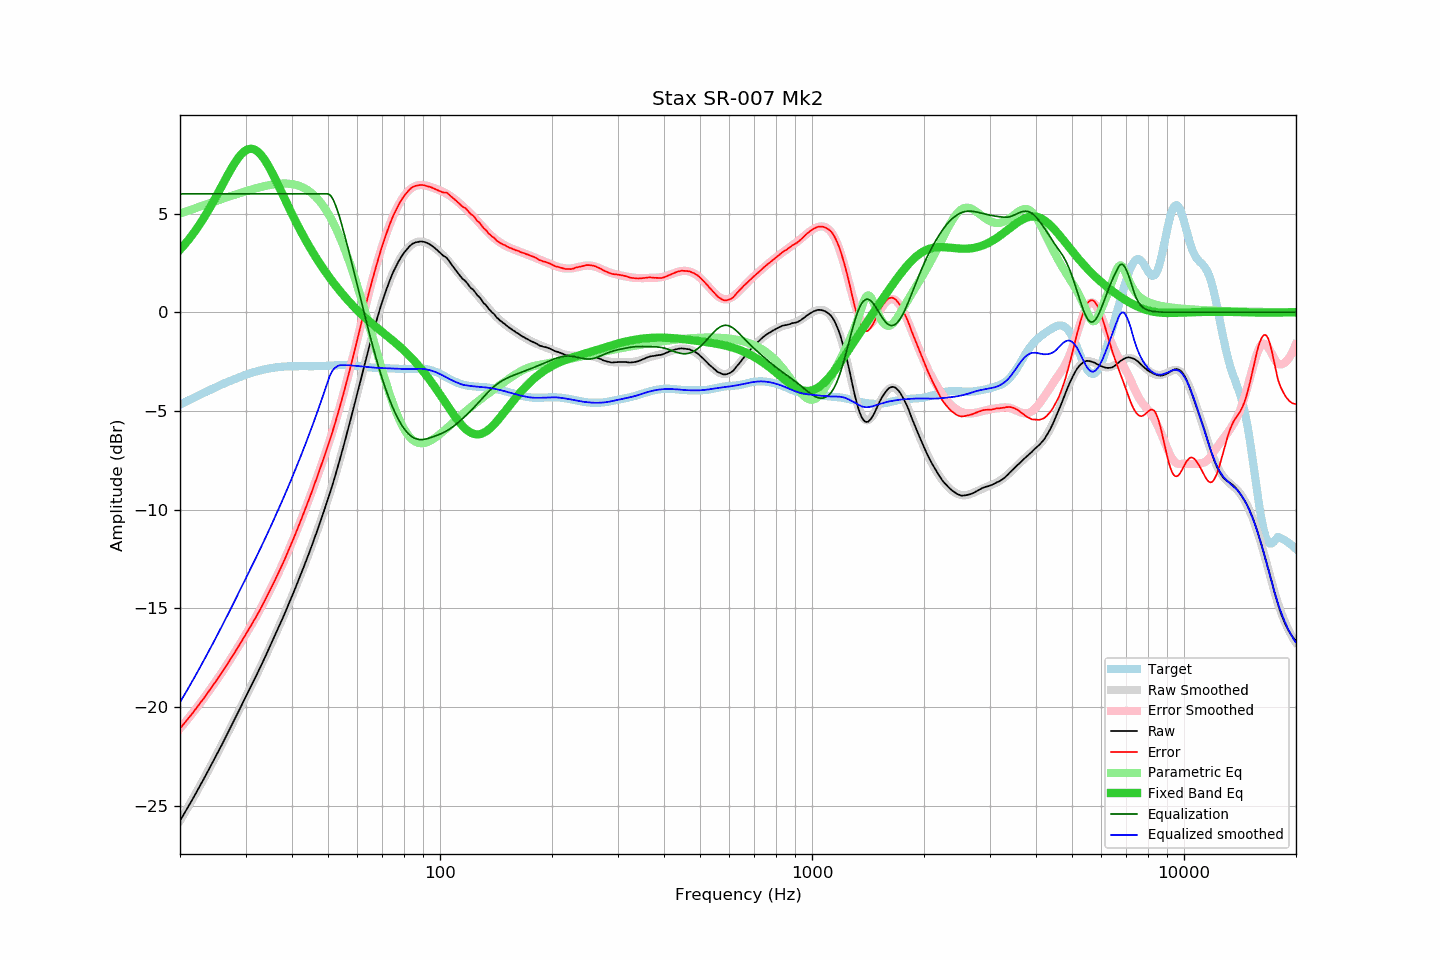 Stax SR-007 Mk2
Amplitude (dBr)
5
0
−5
−10
−15
−20
−25
100
1000
10000
Frequency (Hz)
Target
Raw Smoothed
Error Smoothed
Raw
Error
Parametric Eq
Fixed Band Eq
Equalization
Equalized smoothed